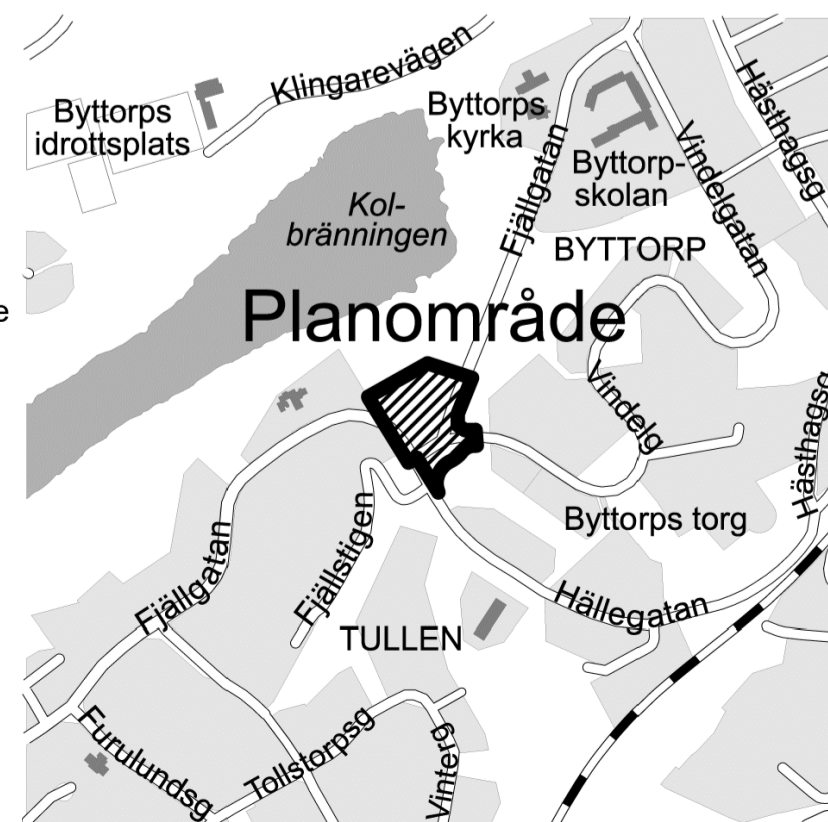 Klingarevägen
Byttorps
idrottsplats
Byttorps
kyrka
Hästhagsg
Byttorp-
skolan
Vindelgatan
Fjällgatan
Kol-
bränningen
BYTTORP
e
Planområde
Vindelg
Hästhagsg
Byttorps torg
Fjällgatan
Fjällstigen
Hällegatan
TULLEN
Furulundsg
Tollstorpsg
Vinterg